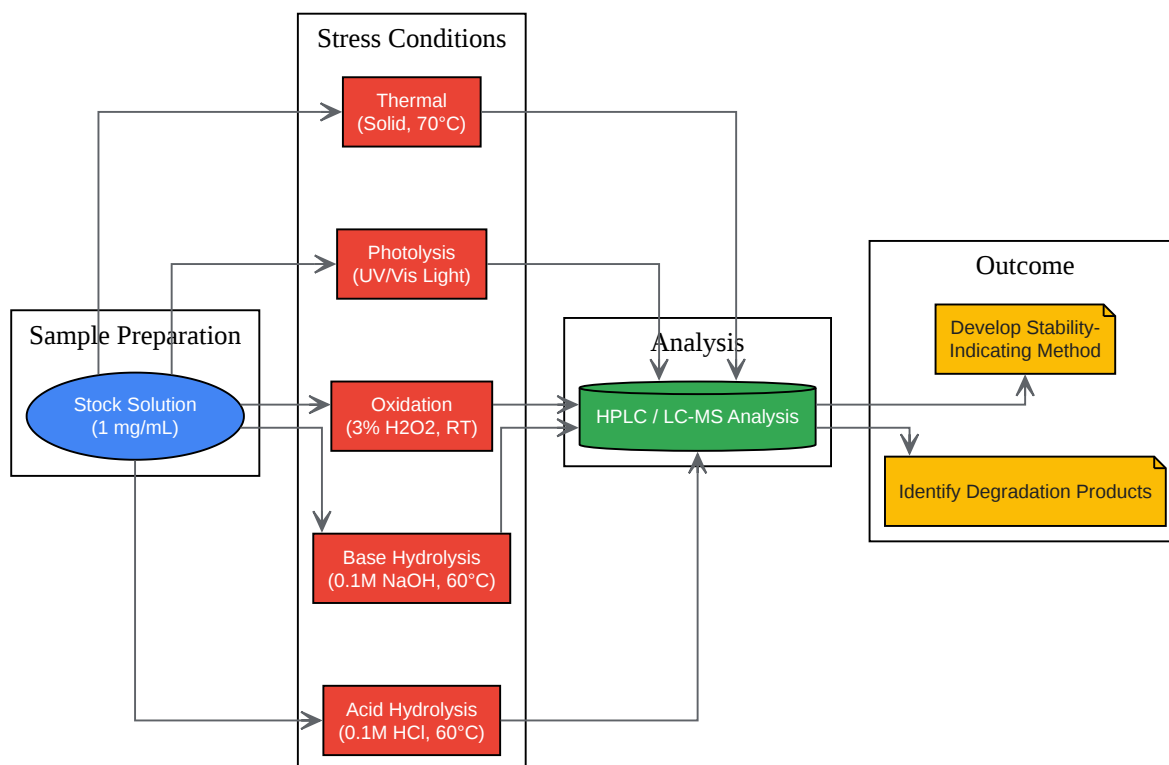 Stress Conditions
Thermal
(Solid, 70°C)
Photolysis
(UV/Vis Light)
Sample Preparation
Stock Solution
(1 mg/mL)
Oxidation
(3% H2O2, RT)
Base Hydrolysis
(0.1M NaOH, 60°C)
Acid Hydrolysis
(0.1M HCl, 60°C)
Analysis
HPLC / LC-MS Analysis
Outcome
Develop Stability-
Indicating Method
Identify Degradation Products